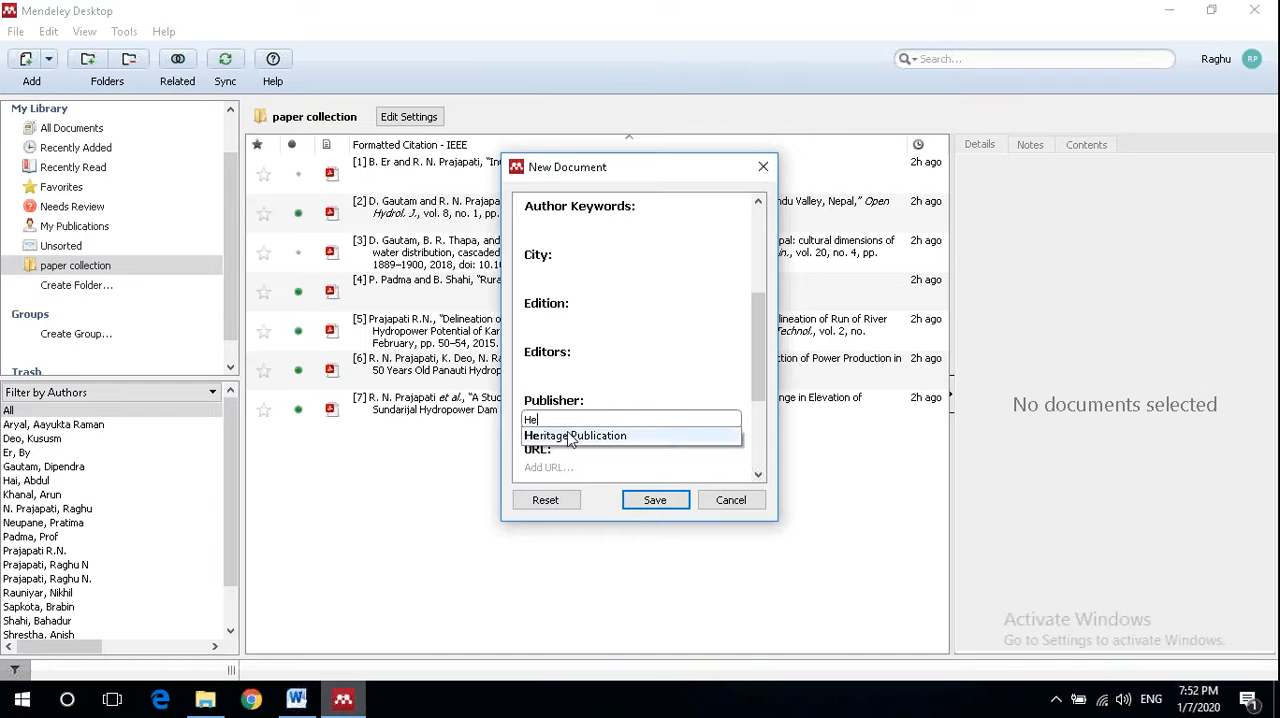 Mendeley Desktop
File Edit View Tools Help
Add Folders Related Sync Help
Search...
Raghu RP
My Library
All Documents
Recently Added
Recently Read
Favorites
Needs Review
My Publications
Unsorted
paper collection
Create Folder...
Groups
Create Group...
Trash
Filter by Authors
All
Aryal, Aayukta Raman
Deo, Kusum
Er, By
Gautam, Dipendra
Hai, Abdul
Khanal, Arun
N. Prajapati, Raghu
Neupane, Pratima
Padma, Prof
Prajapati R.N.
Prajapati, Raghu N
Prajapati, Raghu N.
Rauniyar, Nikhil
Sapkota, Brabin
Shahi, Bahadur
Shrestha, Anish
paper collection Edit Settings
Formatted Citation - IEEE
[1] B. Er and R. N. Prajapati, 2h ago
[2] D. Gautam and R. N. Prajapa ndu Valley, Nepal,” Open 2h ago
Hydrol. J., vol. 8, no. 1, pp.
[3] D. Gautam, B. R. Thapa, and pal: cultural dimensions of 2h ago
water distribution, cascaded ., vol. 20, no. 4, pp.
1889–1900, 2018, doi: 10.10
[4] P. Padma and B. Shahi, “Rura 2h ago
[5] Prajapati R.N., “Delineation o lineation of Run of River 2h ago
Hydropower Potential of Kar Technol., vol. 2, no.
February, pp. 50–54, 2015.
[6] R. N. Prajapati, K. Deo, N. Ra ction of Power Production in 2h ago
50 Years Old Panauti Hydrop
[7] R. N. Prajapati et al., “A Stu nge in Elevation of 2h ago
Sundarijal Hydropower Dam
New Document
Author Keywords:
City:
Edition:
Editors:
Publisher:
He
Heritage Publication
URL:
Add URL...
Reset Save Cancel
Details Notes Contents
No documents selected
Activate Windows
Go to Settings to activate Windows.
ENG
7:52 PM
1/7/2020
1